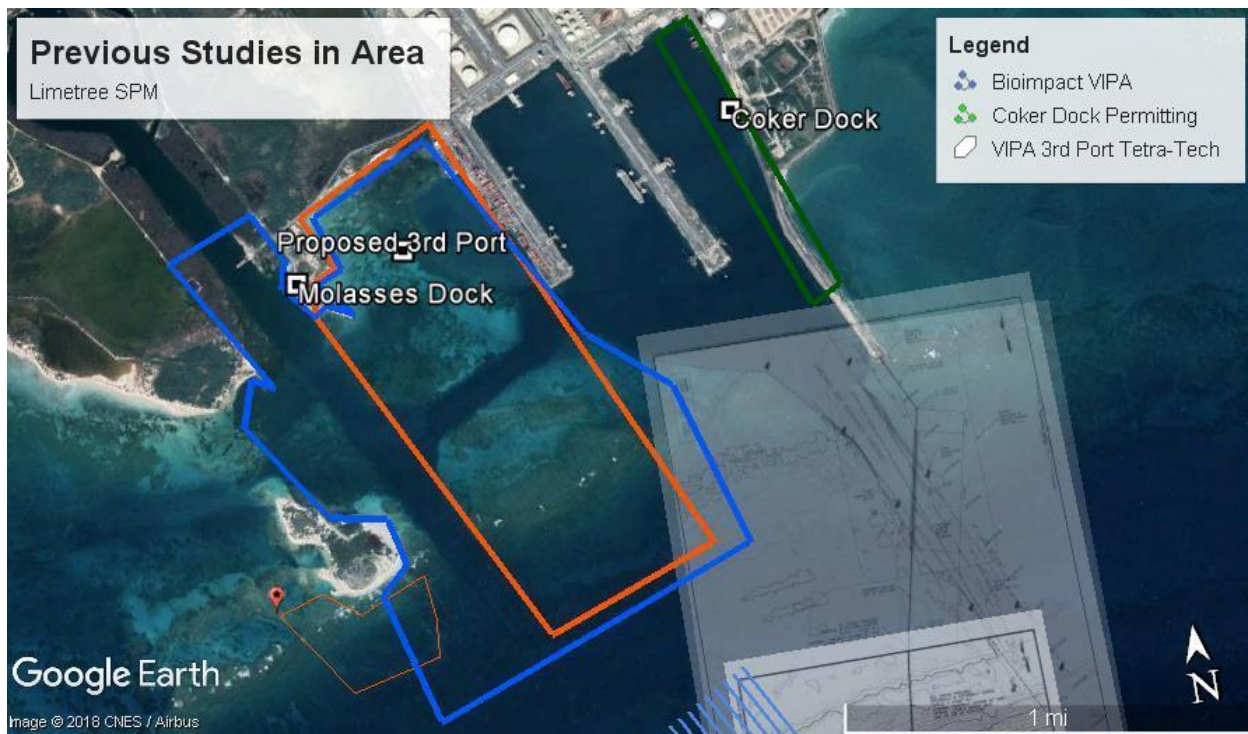 Previous Studies in Area
Limetree SPM
Legend
Bioimpact VIPA
Coker Dock Permitting
VIPA 3rd Port Tetra-Tech
Coker Dock
Proposed 3rd Port
Molasses Dock
Google Earth
Image © 2018 CNES / Airbus
N
1 mi